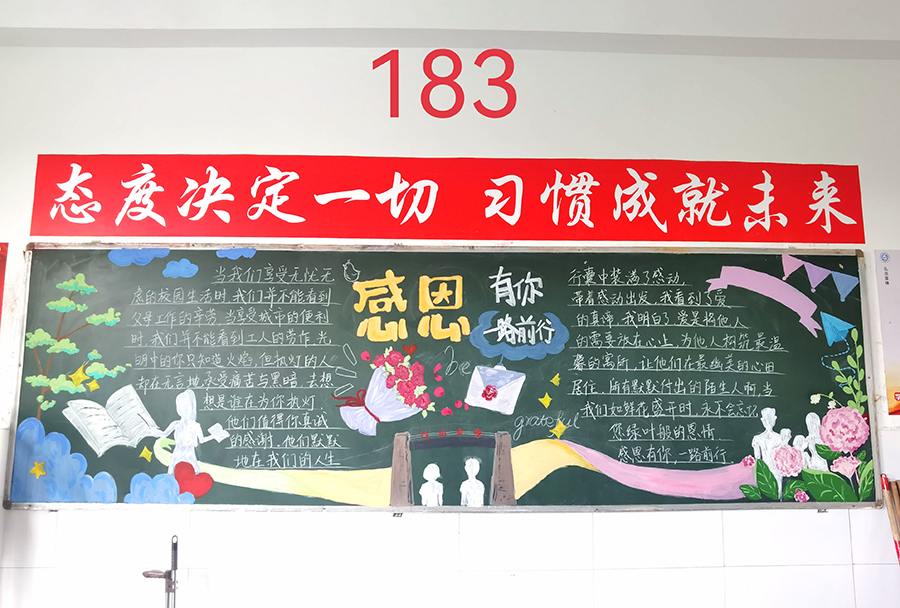 183
态度决定一切 习惯成就未来
当我们享受无忧无
虑的校园生活时,我们并不能看到
父母工作的辛劳,当享受城市的便利
时,我们并不能看到工人的劳作,光
明中的你只知道火焰,但执灯的人
却在无言地承受痛苦与黑暗,去想
想是谁在为你执灯
他们值得你真诚
的感谢,他们默默
地在我们的人生
感恩
有你
一路前行
Be
grateful
行囊中装满了感动,
带着感动出发,我看到了爱
的真谛,我明白了爱是将他人
的需要放在心上,为他人构筑最温
馨的寓所,让他们在最幽美的心田
居住,所有默默付出的陌生人啊,当
我们如鲜花盛开时,永不会忘记
您绿叶般的恩情
感恩有你,一路前行